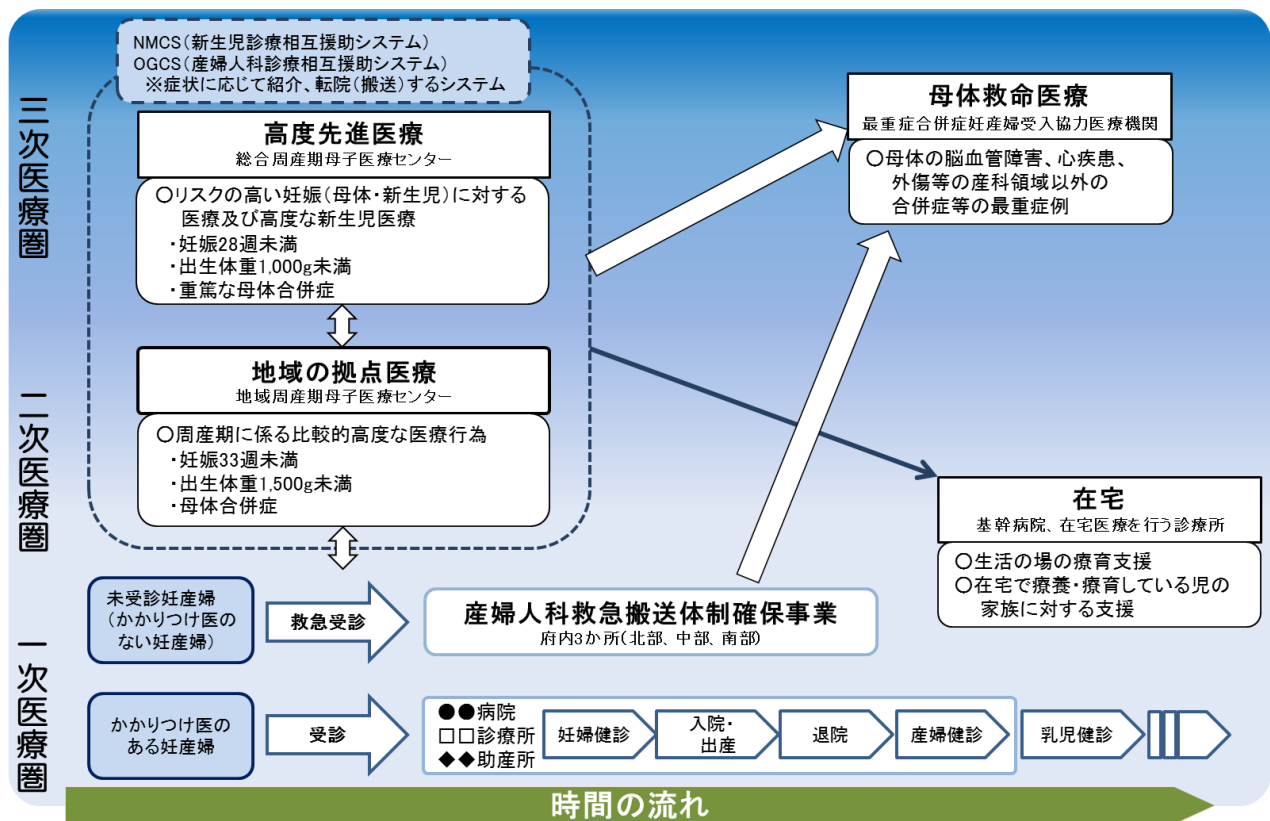 NMCS(新生児診療相互援助システム)
OGCS(産婦人科診療相互援助システム)
※症状に応じて紹介、転院(搬送)するシステム
三次医療圏
高度先進医療
総合周産期母子医療センター
○リスクの高い妊娠(母体・新生児)に対する
医療及び高度な新生児医療
・妊娠28週未満
・出生体重1,000g未満
・重篤な母体合併症
母体救命医療
最重症合併症妊産婦受入協力医療機関
○母体の脳血管障害、心疾患、
外傷等の産科領域以外の
合併症等の最重症例
二次医療圏
地域の拠点医療
地域周産期母子医療センター
○周産期に係る比較的高度な医療行為
・妊娠33週未満
・出生体重1,500g未満
・母体合併症
在宅
基幹病院、在宅医療を行う診療所
○生活の場の療育支援
○在宅で療養・療育している児の
家族に対する支援
一次医療圏
未受診妊産婦
(かかりつけ医の
ない妊産婦)
救急受診
産婦人科救急搬送体制確保事業
府内3か所(北部、中部、南部)
かかりつけ医の
ある妊産婦
受診
●●病院
□□診療所
◆◆助産所
妊婦健診
入院・
出産
退院
産婦健診
乳児健診
時間の流れ